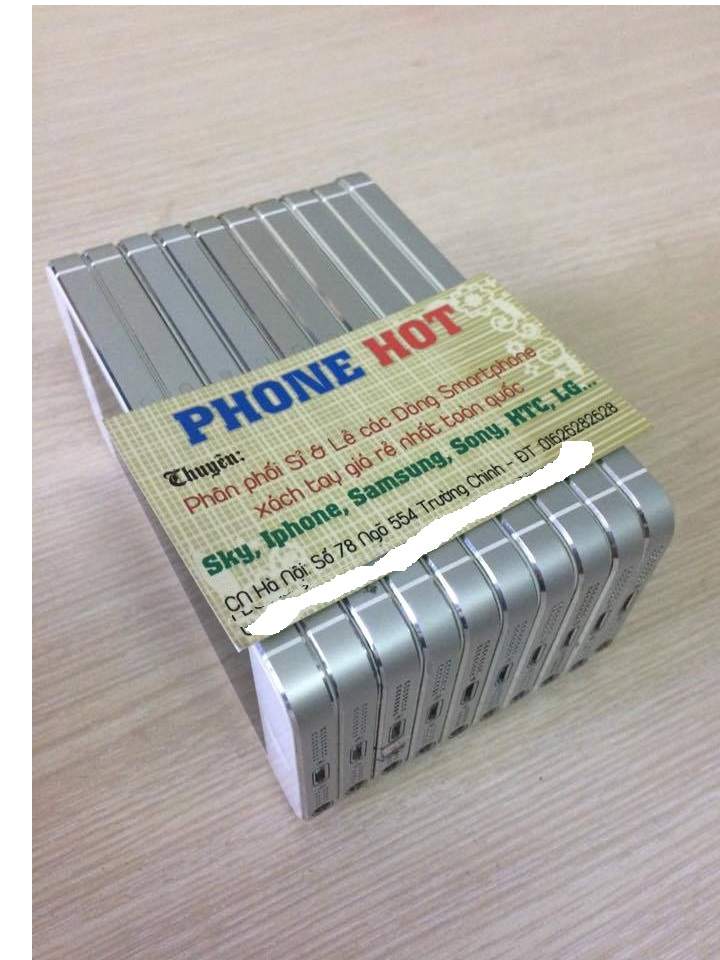 PHONE HOT
Thuyên:
Phân phối Sỉ & Lẻ các Dòng Smartphone
xách tay giá rẻ nhất toàn quốc
Sky, Iphone, Samsung, Sony, HTC, LG...
CN Hà Nội: Số 78 Ngõ 554 Trường Chinh - ĐT 01626282628